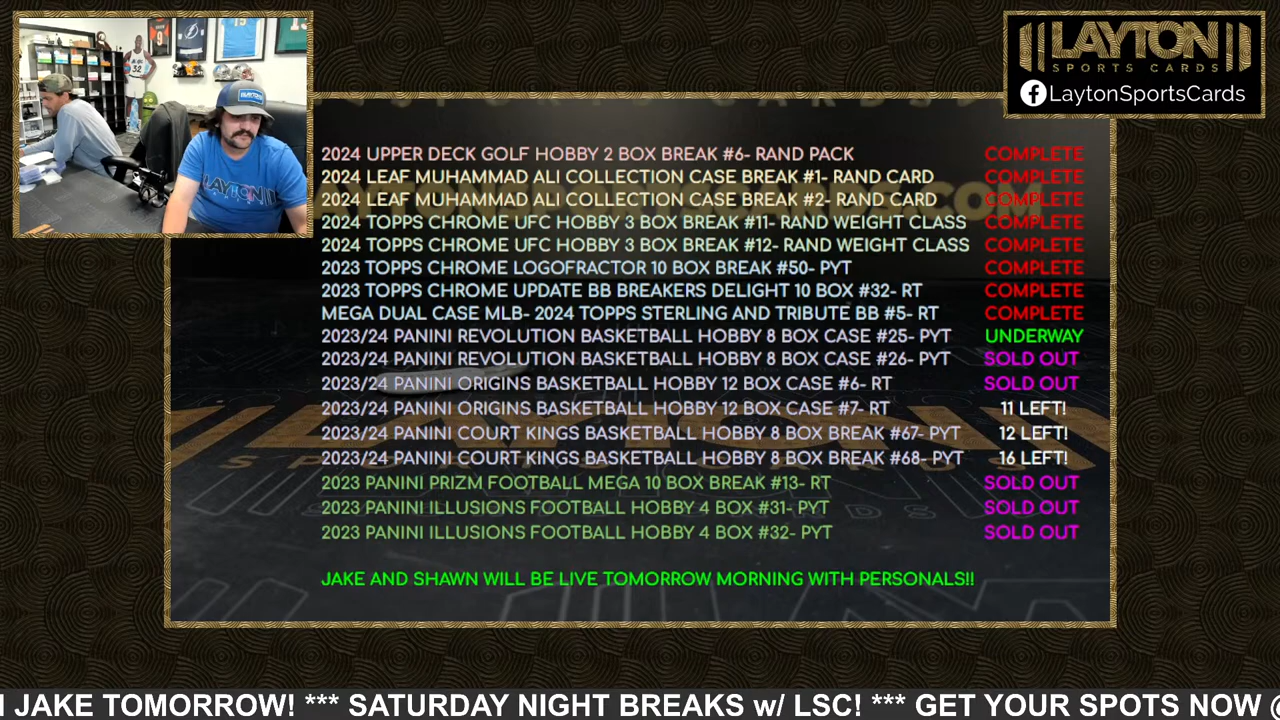 LAYTON
SPORTS CARDS
LaytonSportsCards
2024 UPPER DECK GOLF HOBBY 2 BOX BREAK #6- RAND PACK COMPLETE
2024 LEAF MUHAMMAD ALI COLLECTION CASE BREAK #1- RAND CARD COMPLETE
2024 LEAF MUHAMMAD ALI COLLECTION CASE BREAK #2- RAND CARD COMPLETE
2024 TOPPS CHROME UFC HOBBY 3 BOX BREAK #11- RAND WEIGHT CLASS COMPLETE
2024 TOPPS CHROME UFC HOBBY 3 BOX BREAK #12- RAND WEIGHT CLASS COMPLETE
2023 TOPPS CHROME LOGOFRACTOR 10 BOX BREAK #50- PYT COMPLETE
2023 TOPPS CHROME UPDATE BB BREAKERS DELIGHT 10 BOX #32- RT COMPLETE
MEGA DUAL CASE MLB- 2024 TOPPS STERLING AND TRIBUTE BB #5- RT COMPLETE
2023/24 PANINI REVOLUTION BASKETBALL HOBBY 8 BOX CASE #25- PYT UNDERWAY
2023/24 PANINI REVOLUTION BASKETBALL HOBBY 8 BOX CASE #26- PYT SOLD OUT
2023/24 PANINI ORIGINS BASKETBALL HOBBY 12 BOX CASE #6- RT SOLD OUT
2023/24 PANINI ORIGINS BASKETBALL HOBBY 12 BOX CASE #7- RT 11 LEFT!
2023/24 PANINI COURT KINGS BASKETBALL HOBBY 8 BOX BREAK #67- PYT 12 LEFT!
2023/24 PANINI COURT KINGS BASKETBALL HOBBY 8 BOX BREAK #68- PYT 16 LEFT!
2023 PANINI PRIZM FOOTBALL MEGA 10 BOX BREAK #13- RT SOLD OUT
2023 PANINI ILLUSIONS FOOTBALL HOBBY 4 BOX #31- PYT SOLD OUT
2023 PANINI ILLUSIONS FOOTBALL HOBBY 4 BOX #32- PYT SOLD OUT
JAKE AND SHAWN WILL BE LIVE TOMORROW MORNING WITH PERSONALS!!
JAKE TOMORROW! *** SATURDAY NIGHT BREAKS w/ LSC! *** GET YOUR SPOTS NOW